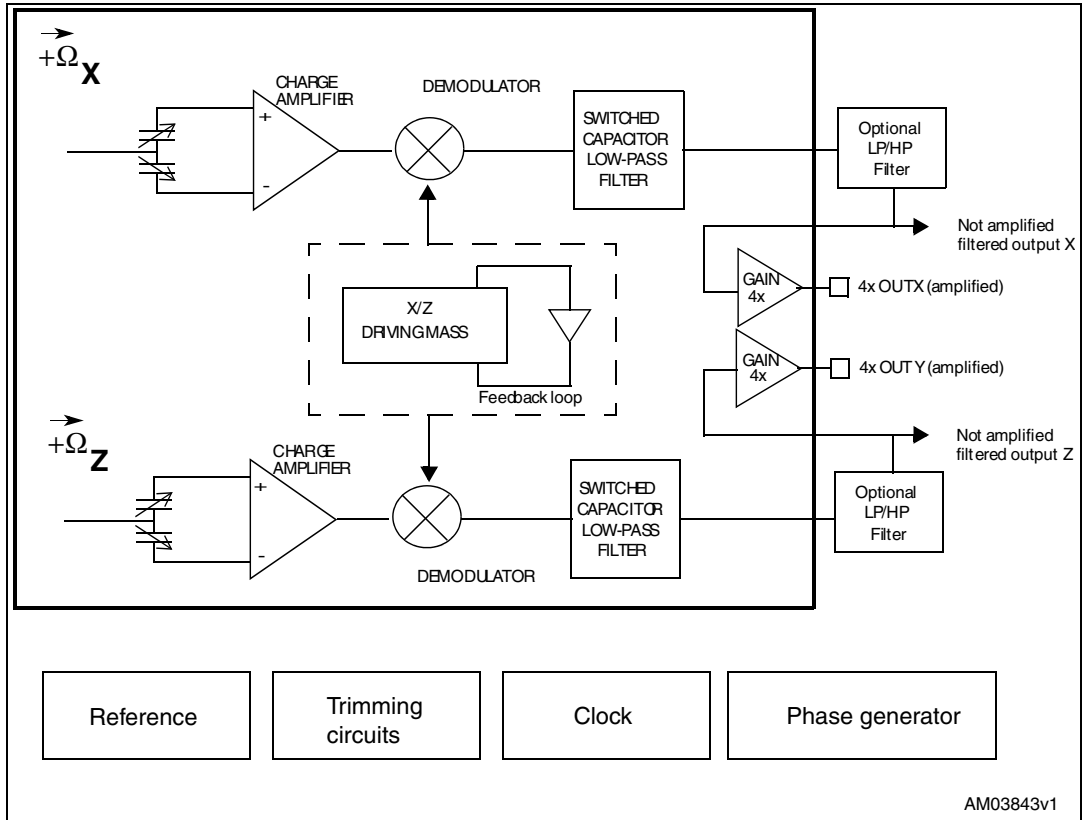 +Ω X
CHARGE
AMPLIFIER
DEMODULATOR
+
-
SWITCHED
CAPACITOR
LOW-PASS
FILTER
Optional
LP/HP
Filter
Not amplified
filtered output X
GAIN
4x
4x OUTX (amplified)
X/Z
DRIVING MASS
Feedback loop
GAIN
4x
4x OUTY (amplified)
+Ω Z
CHARGE
AMPLIFIER
+
-
DEMODULATOR
SWITCHED
CAPACITOR
LOW-PASS
FILTER
Not amplified
filtered output Z
Optional
LP/HP
Filter
Reference
Trimming
circuits
Clock
Phase generator
AM03843v1